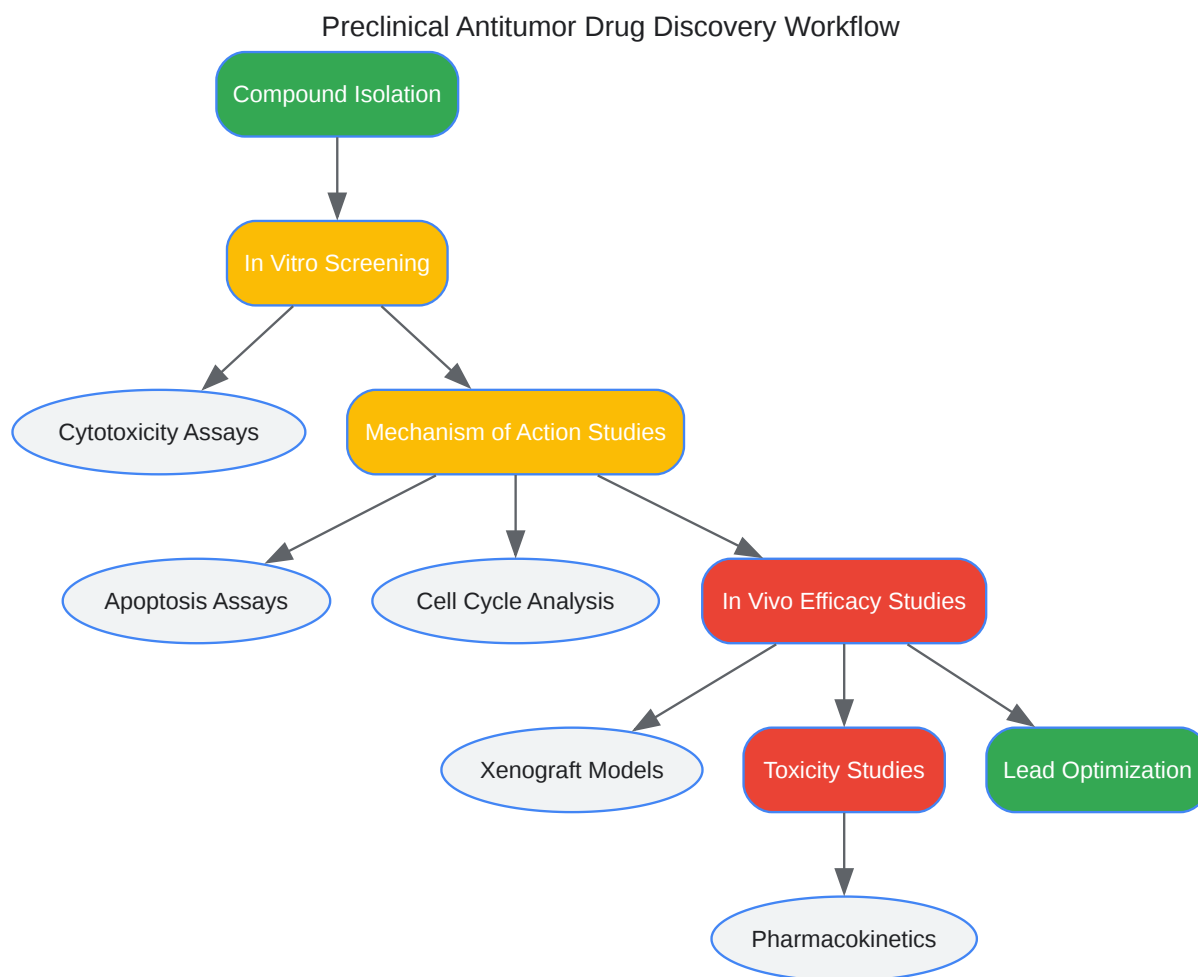 Preclinical Antitumor Drug Discovery Workflow
Compound Isolation
In Vitro Screening
Cytotoxicity Assays
Mechanism of Action Studies
Apoptosis Assays
Cell Cycle Analysis
In Vivo Efficacy Studies
Xenograft Models
Toxicity Studies
Lead Optimization
Pharmacokinetics